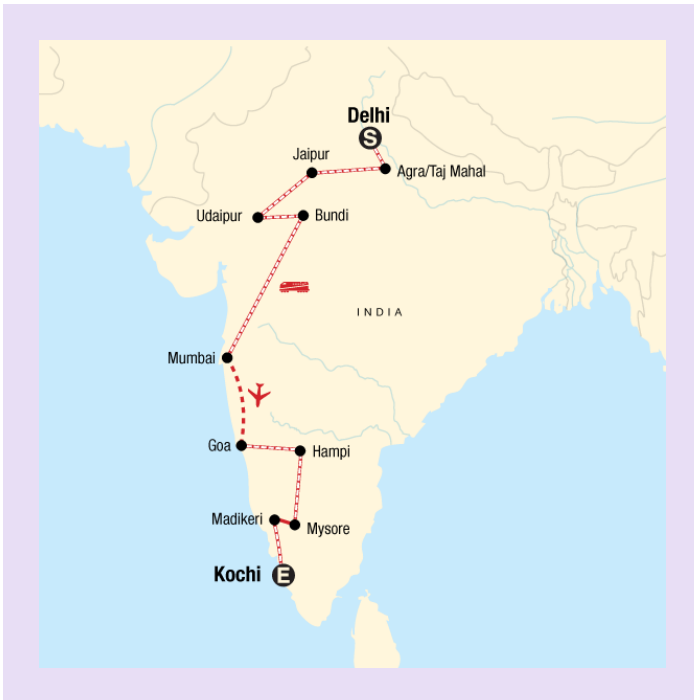 Delhi
S
Jaipur
Agra/Taj Mahal
Udaipur
Bundi
INDIA
Mumbai
Goa
Hampi
Madikeri
Mysore
Kochi
E